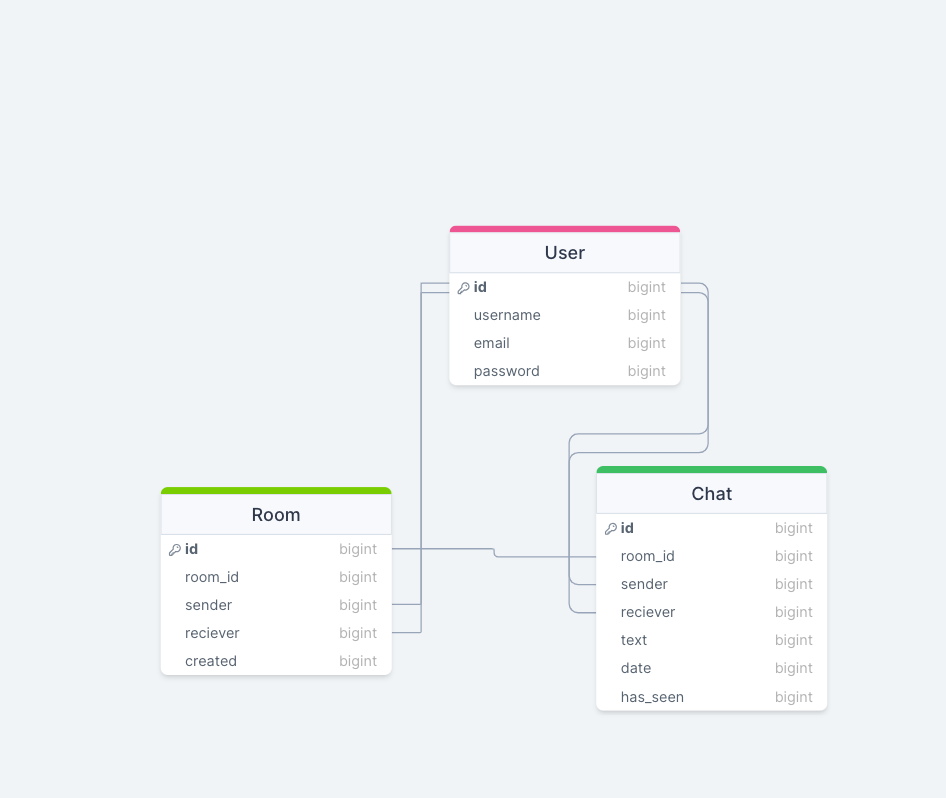 User
id bigint
username bigint
email bigint
password bigint
Room
id bigint
room_id bigint
sender bigint
reciever bigint
created bigint
Chat
id bigint
room_id bigint
sender bigint
reciever bigint
text bigint
date bigint
has_seen bigint